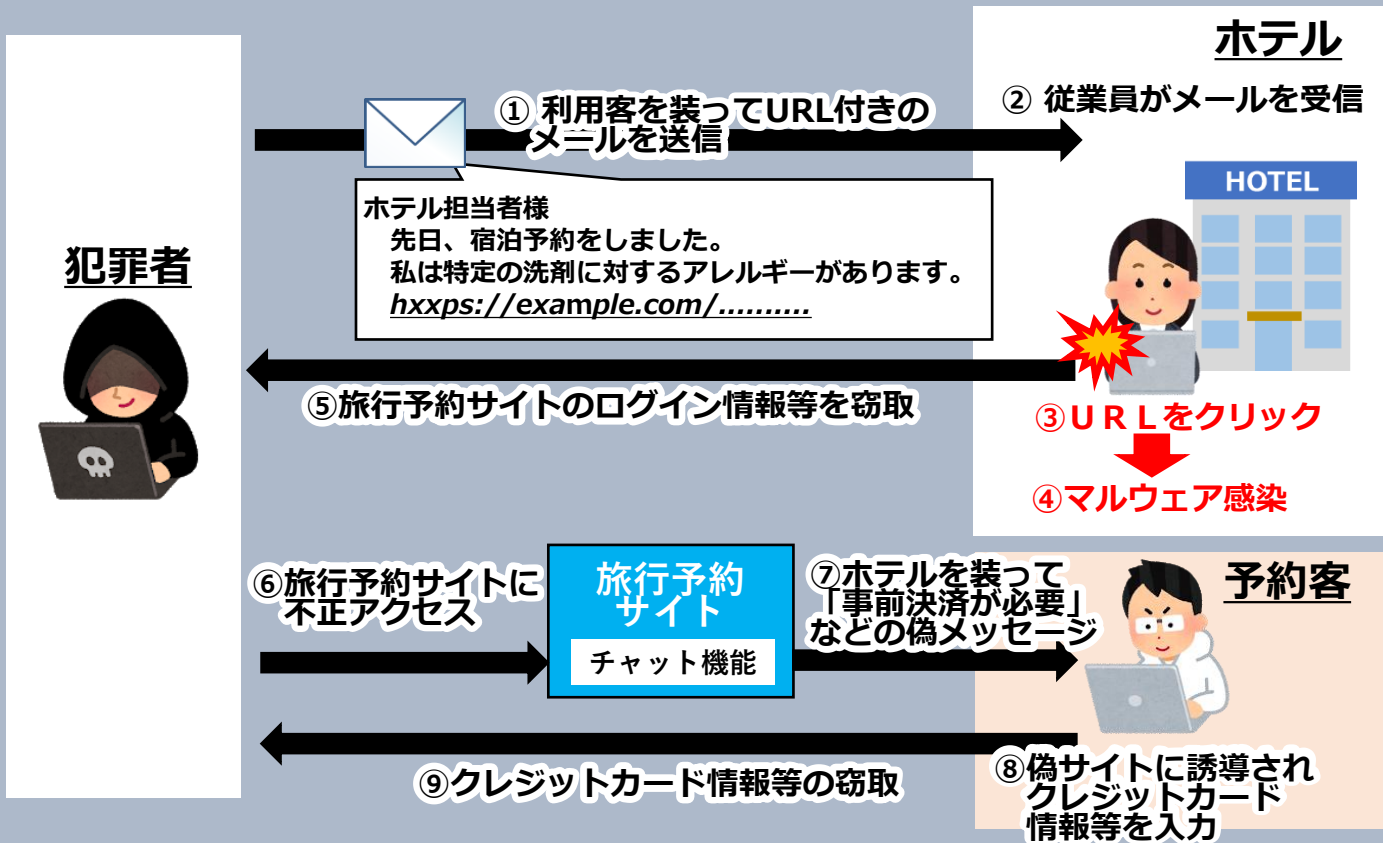 ホテル
① 利用客を装ってURL付きの
メールを送信
② 従業員がメールを受信
HOTEL
ホテル担当者様
先日、宿泊予約をしました。
私は特定の洗剤に対するアレルギーがあります。
hxxps://example.com/..........
犯罪者
③ＵＲＬをクリック
④マルウェア感染
⑤旅行予約サイトのログイン情報等を窃取
⑥旅行予約サイトに
不正アクセス
旅行予約
サイト
チャット機能
⑦ホテルを装って
「事前決済が必要」
などの偽メッセージ
予約客
⑧偽サイトに誘導され
クレジットカード
情報等を入力
⑨クレジットカード情報等の窃取